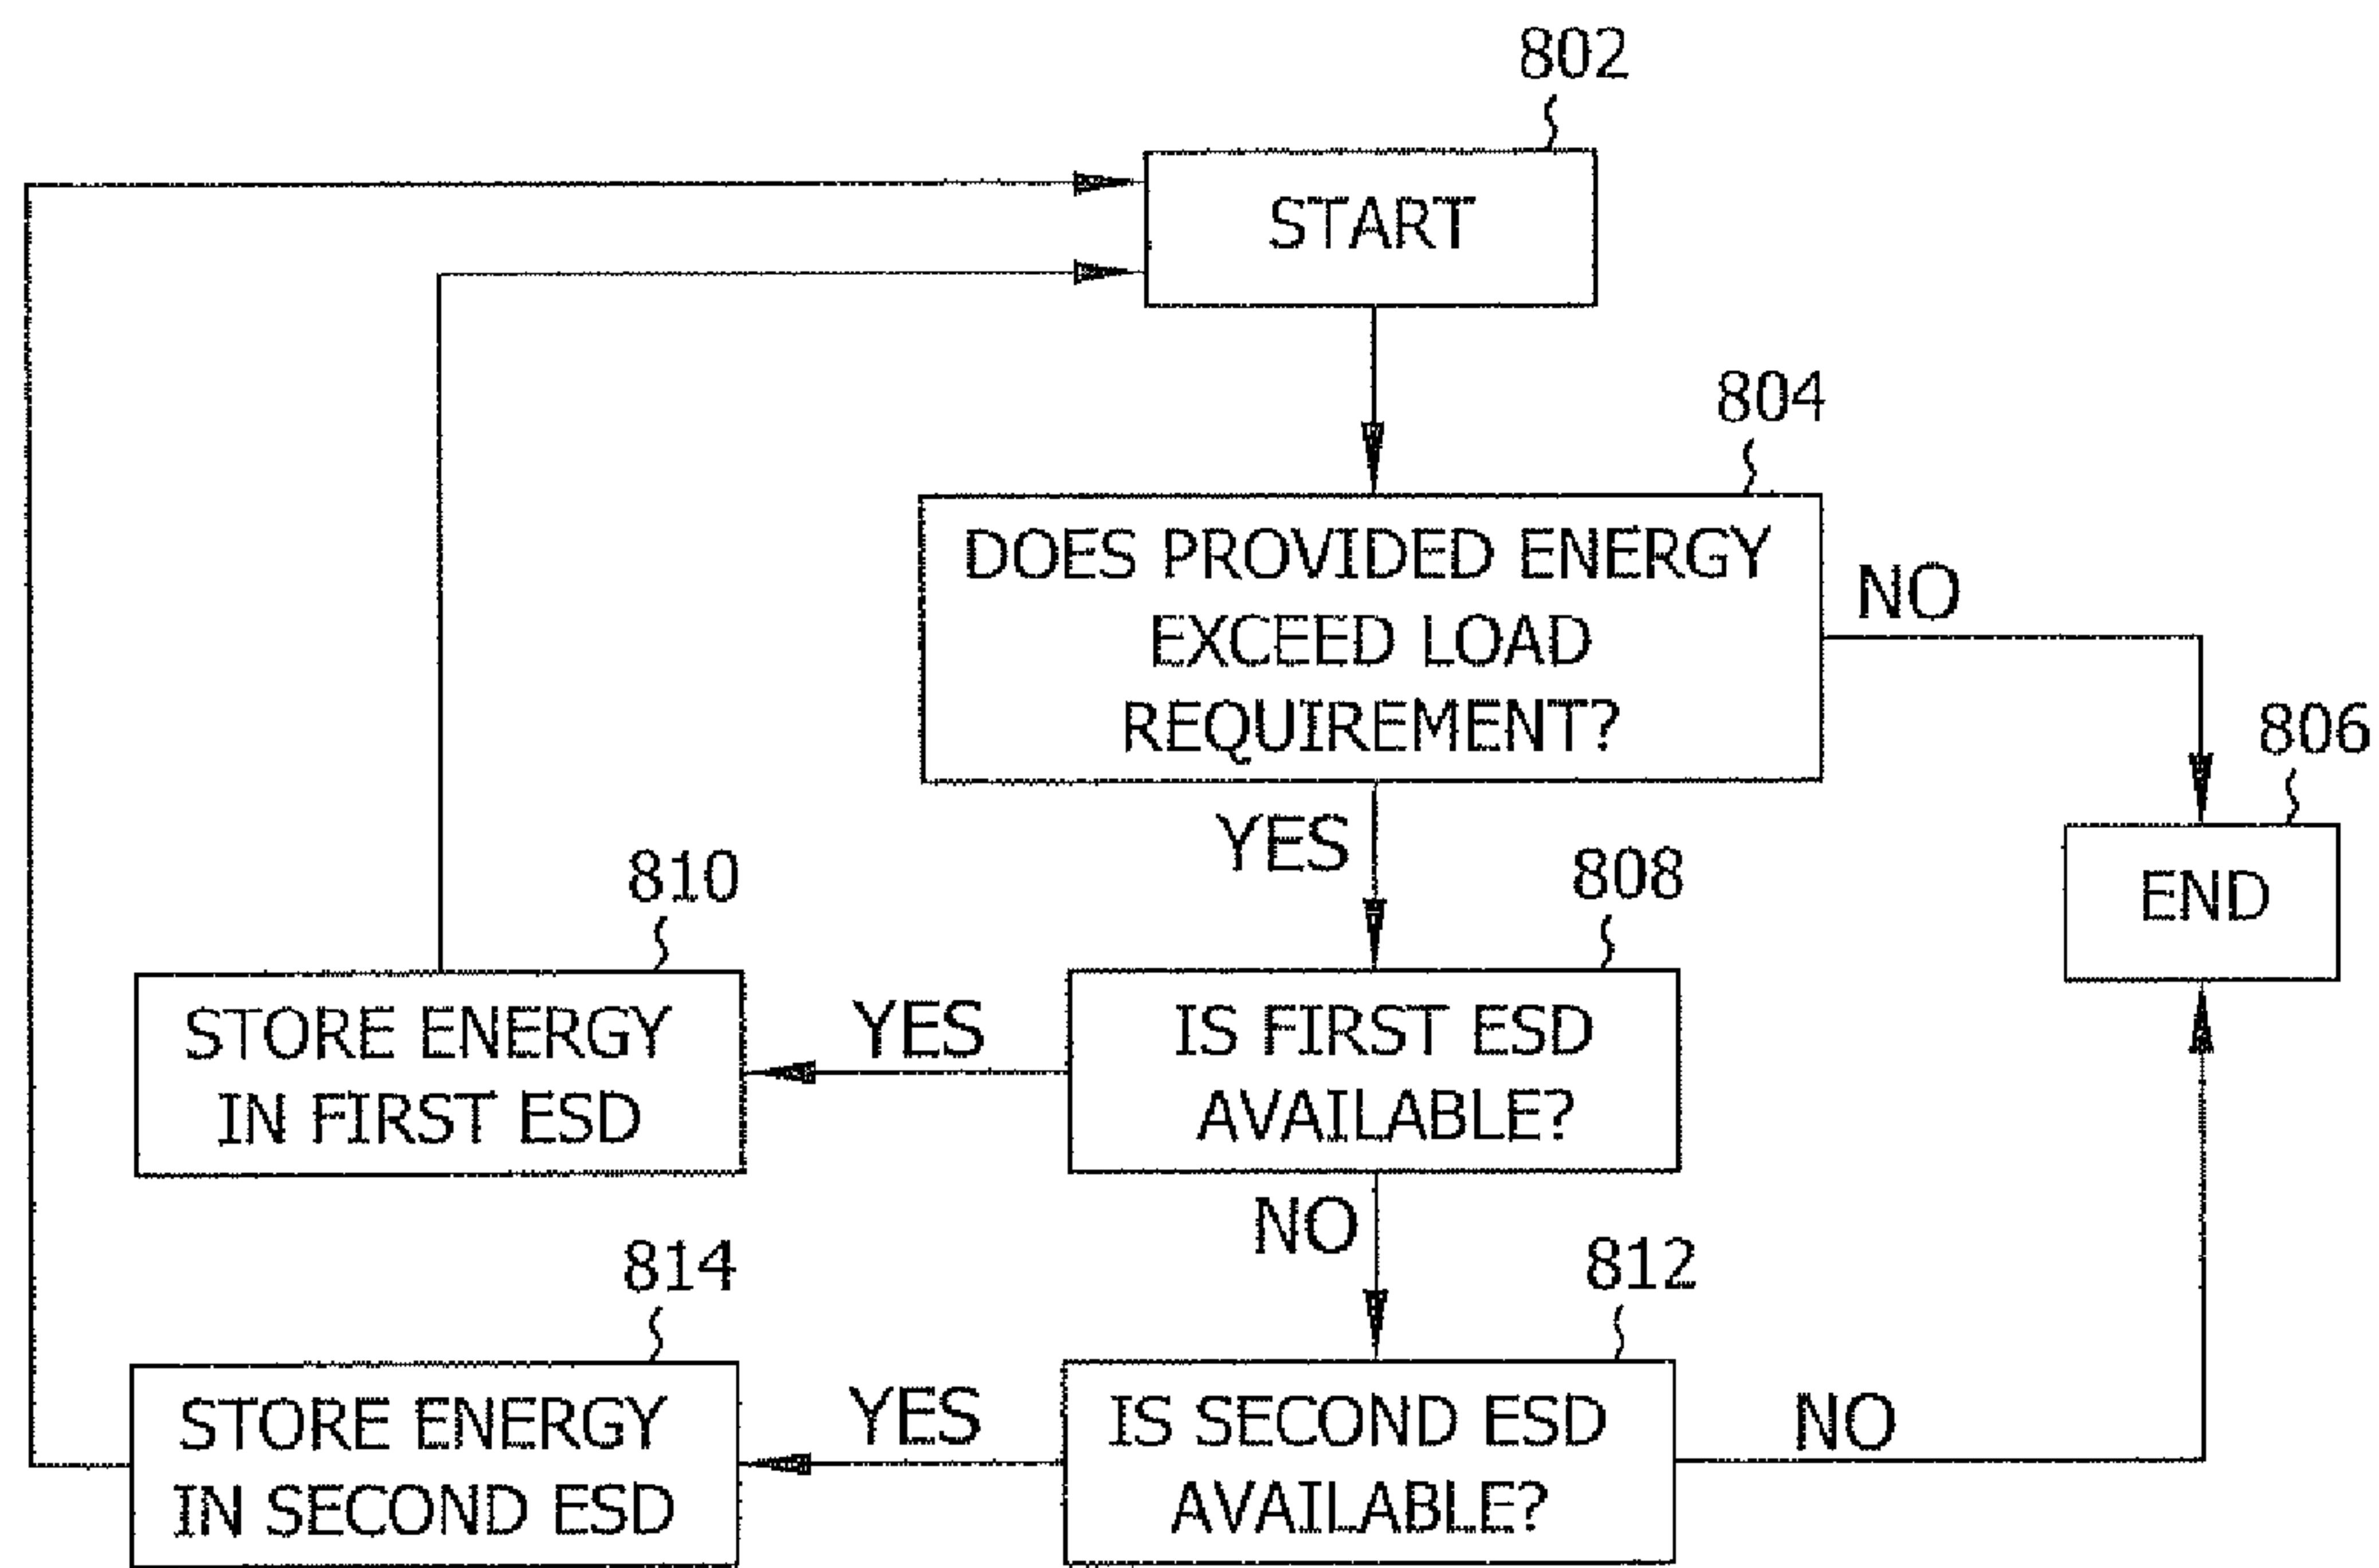 802
START
804
DOES PROVIDED ENERGY
EXCEED LOAD
REQUIREMENT?
NO
806
END
YES
808
IS FIRST ESD
AVAILABLE?
YES
810
STORE ENERGY
IN FIRST ESD
NO
812
IS SECOND ESD
AVAILABLE?
NO
YES
814
STORE ENERGY
IN SECOND ESD